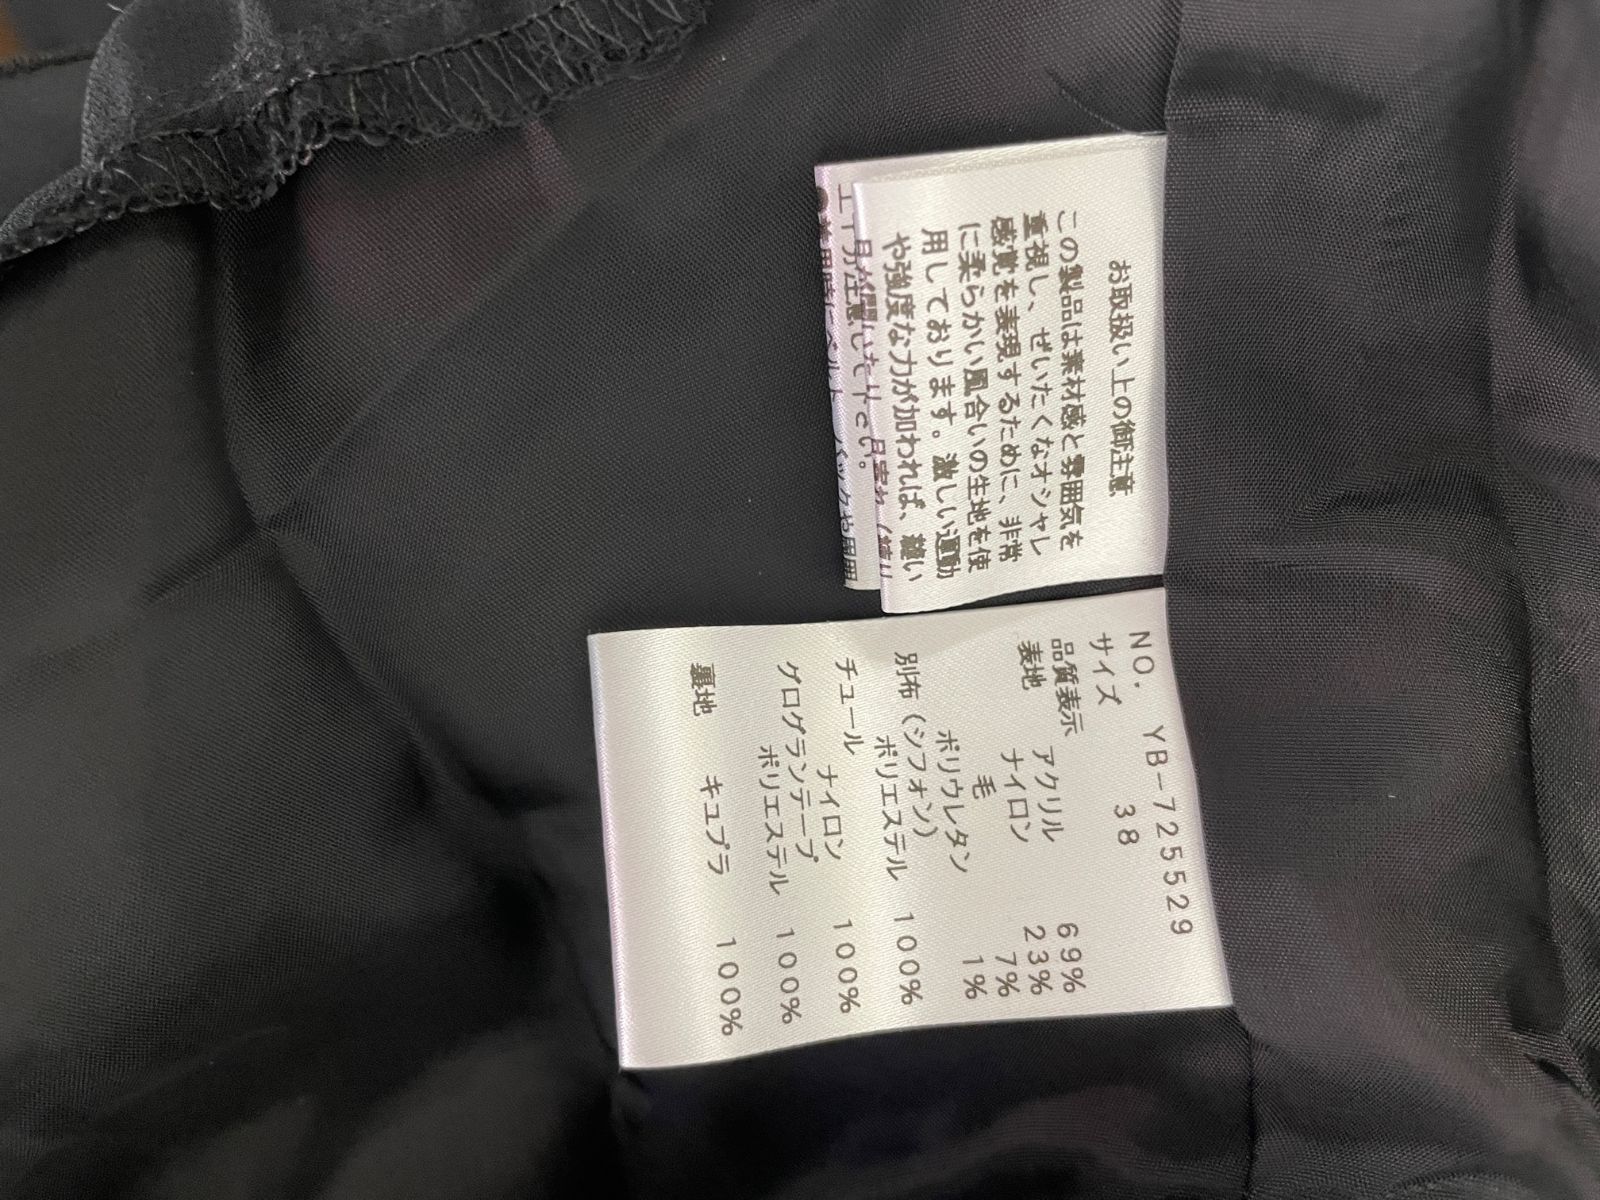 お取扱い上の御注意
この製品は素材感と雰囲気を
重視し、ぜいたくなオシャレ
感覚を表現するために、非常
に柔らかい風合いの生地を使
用しております。激しい運動
や強度な力が加われば、縫い
NO. YB-725529
サイズ 38
品質表示
表地 アクリル 69%
ナイロン 23%
毛 7%
ポリウレタン 1%
別布(シフォン)
ポリエステル 100%
チュール
ナイロン 100%
グログランテープ
ポリエステル 100%
裏地 キュプラ 100%